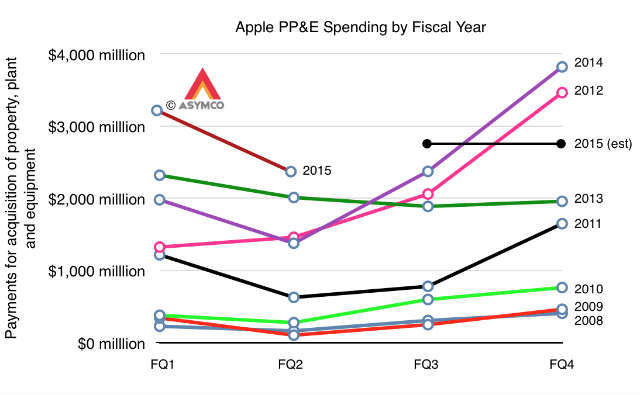 Apple PP&E Spending by Fiscal Year
Payments for acquisition of property, plant
and equipment
$4,000 milllion
$3,000 milllion
$2,000 milllion
$1,000 milllion
$0 milllion
© ASYMCO
2014
2012
2015 (est)
2015
2013
2011
2010
2009
2008
FQ1
FQ2
FQ3
FQ4